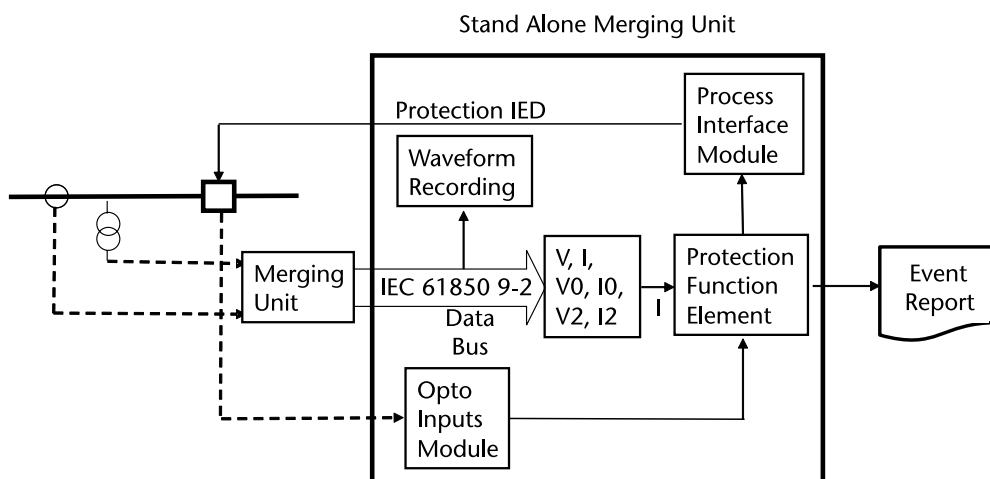 Stand Alone Merging Unit
Protection IED
Process
Interface
Module
Waveform
Recording
Merging
Unit
IEC 61850 9-2
Data
Bus
V, I,
V0, I0,
V2, I2
I
Protection
Function
Element
Event
Report
Opto
Inputs
Module